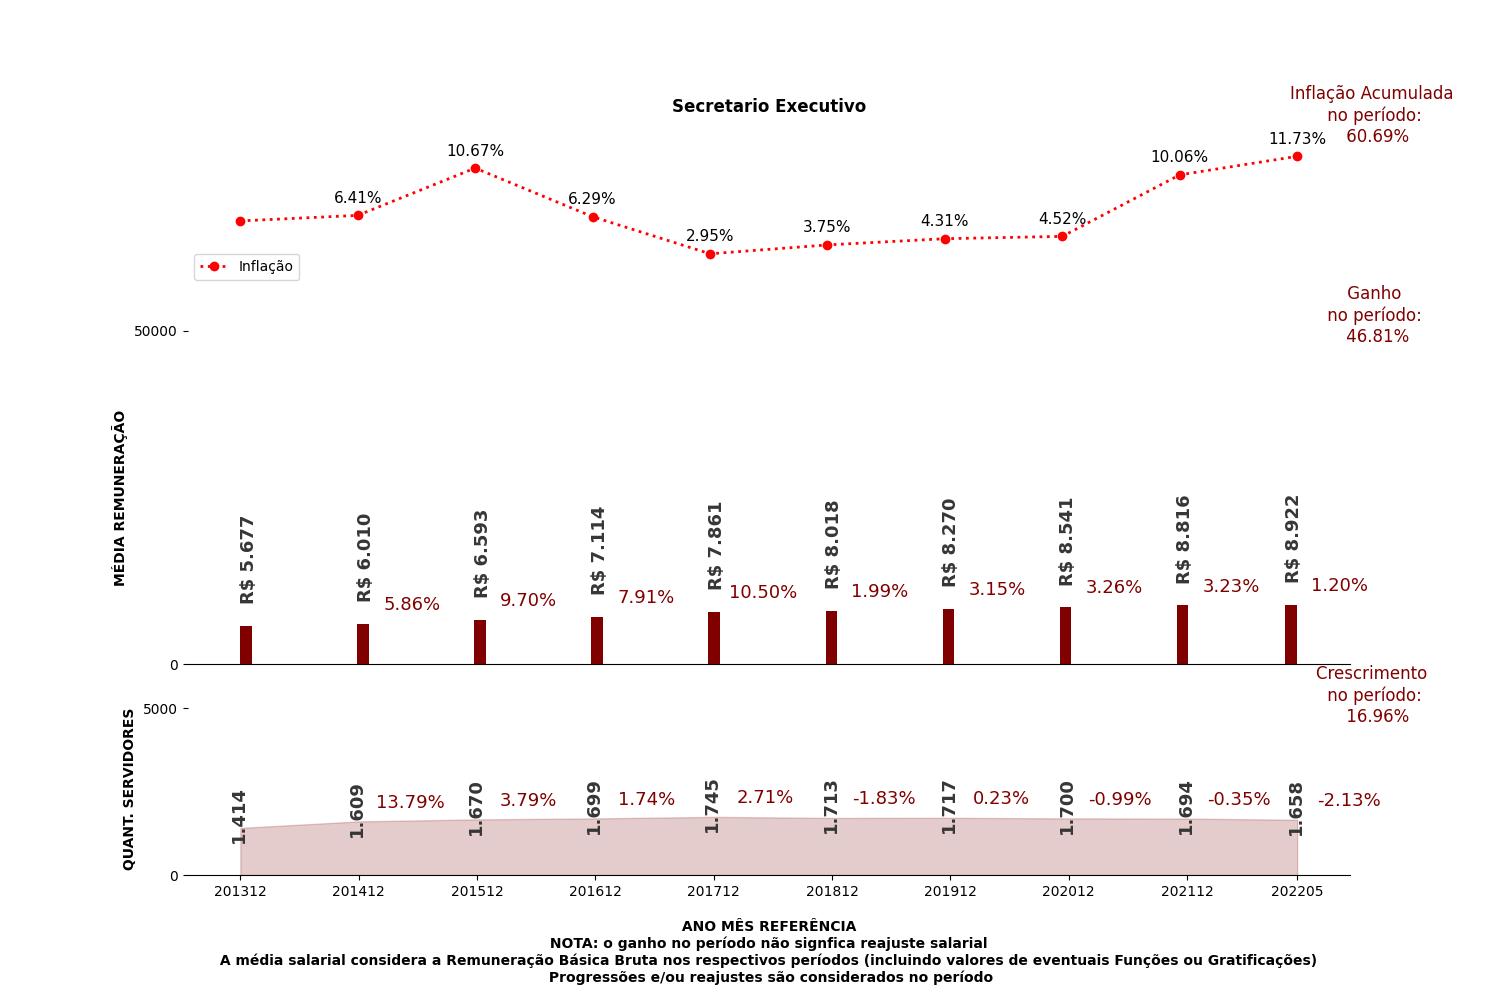 Secretario Executivo
Inflação Acumulada
no período:
60.69%
6.41%
10.67%
6.29%
2.95%
3.75%
4.31%
4.52%
10.06%
11.73%
Inflação
Ganho
no período:
46.81%
50000
0
MÉDIA REMUNERAÇÃO
R$ 5.677
R$ 6.010
R$ 6.593
R$ 7.114
R$ 7.861
R$ 8.018
R$ 8.270
R$ 8.541
R$ 8.816
R$ 8.922
5.86%
9.70%
7.91%
10.50%
1.99%
3.15%
3.26%
3.23%
1.20%
Crescrimento
no período:
16.96%
5000
0
QUANT. SERVIDORES
1.414
1.609
1.670
1.699
1.745
1.713
1.717
1.700
1.694
1.658
13.79%
3.79%
1.74%
2.71%
-1.83%
0.23%
-0.99%
-0.35%
-2.13%
201312
201412
201512
201612
201712
201812
201912
202012
202112
202205
ANO MÊS REFERÊNCIA
NOTA: o ganho no período não signfica reajuste salarial
A média salarial considera a Remuneração Básica Bruta nos respectivos períodos (incluindo valores de eventuais Funções ou Gratificações)
Progressões e/ou reajustes são considerados no período